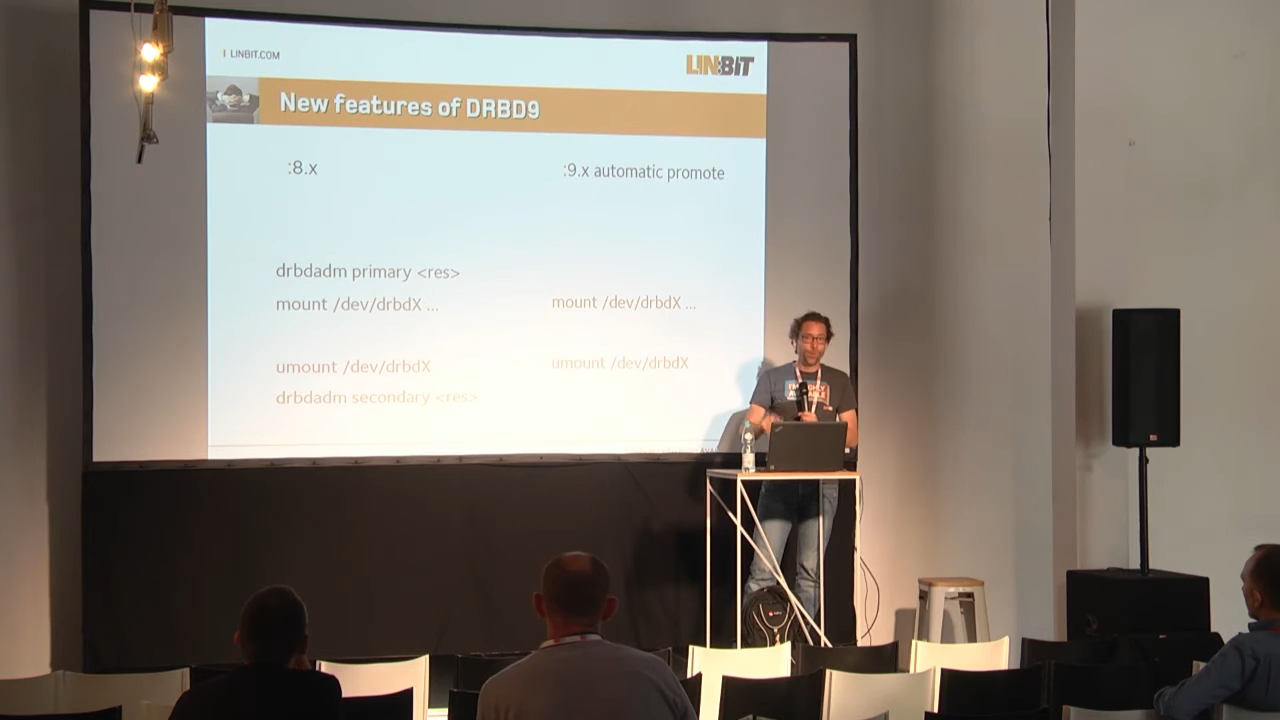 LINBIT.COM
LINBIT
New features of DRBD9
:8.x
:9.x automatic promote
drbdadm primary <res>
mount /dev/drbdX ...
mount /dev/drbdX ...
umount /dev/drbdX
umount /dev/drbdX
drbdadm secondary <res>